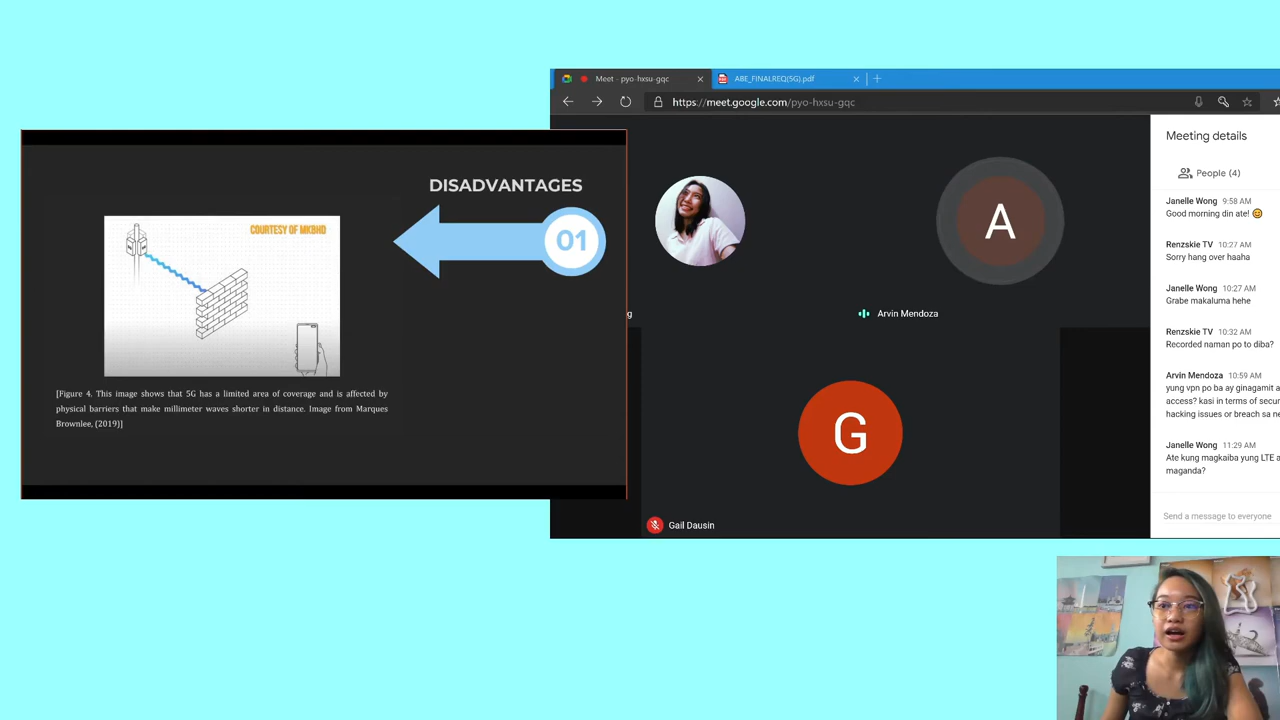 DISADVANTAGES
01
COURTESY OF MKBHD
[Figure 4. This image shows that 5G has a limited area of coverage and is affected by
physical barriers that make millimeter waves shorter in distance. Image from Marques
Brownlee, (2019)]
Meet - pyo-hxsu-gqc
ABE_FINALREQ(5G).pdf
https://meet.google.com/pyo-hxsu-gqc
A
g
Arvin Mendoza
G
Gail Dausin
Meeting details
People (4)
Janelle Wong 9:58 AM
Good morning din ate!
Renzskie TV 10:27 AM
Sorry hang over haaha
Janelle Wong 10:27 AM
Grabe makaluma hehe
Renzskie TV 10:32 AM
Recorded naman po to diba?
Arvin Mendoza 10:59 AM
yung vpn po ba ay ginagamit a
access? kasi in terms of secur
hacking issues or breach sa ne
Janelle Wong 11:29 AM
Ate kung magkaiba yung LTE a
maganda?
Send a message to everyone